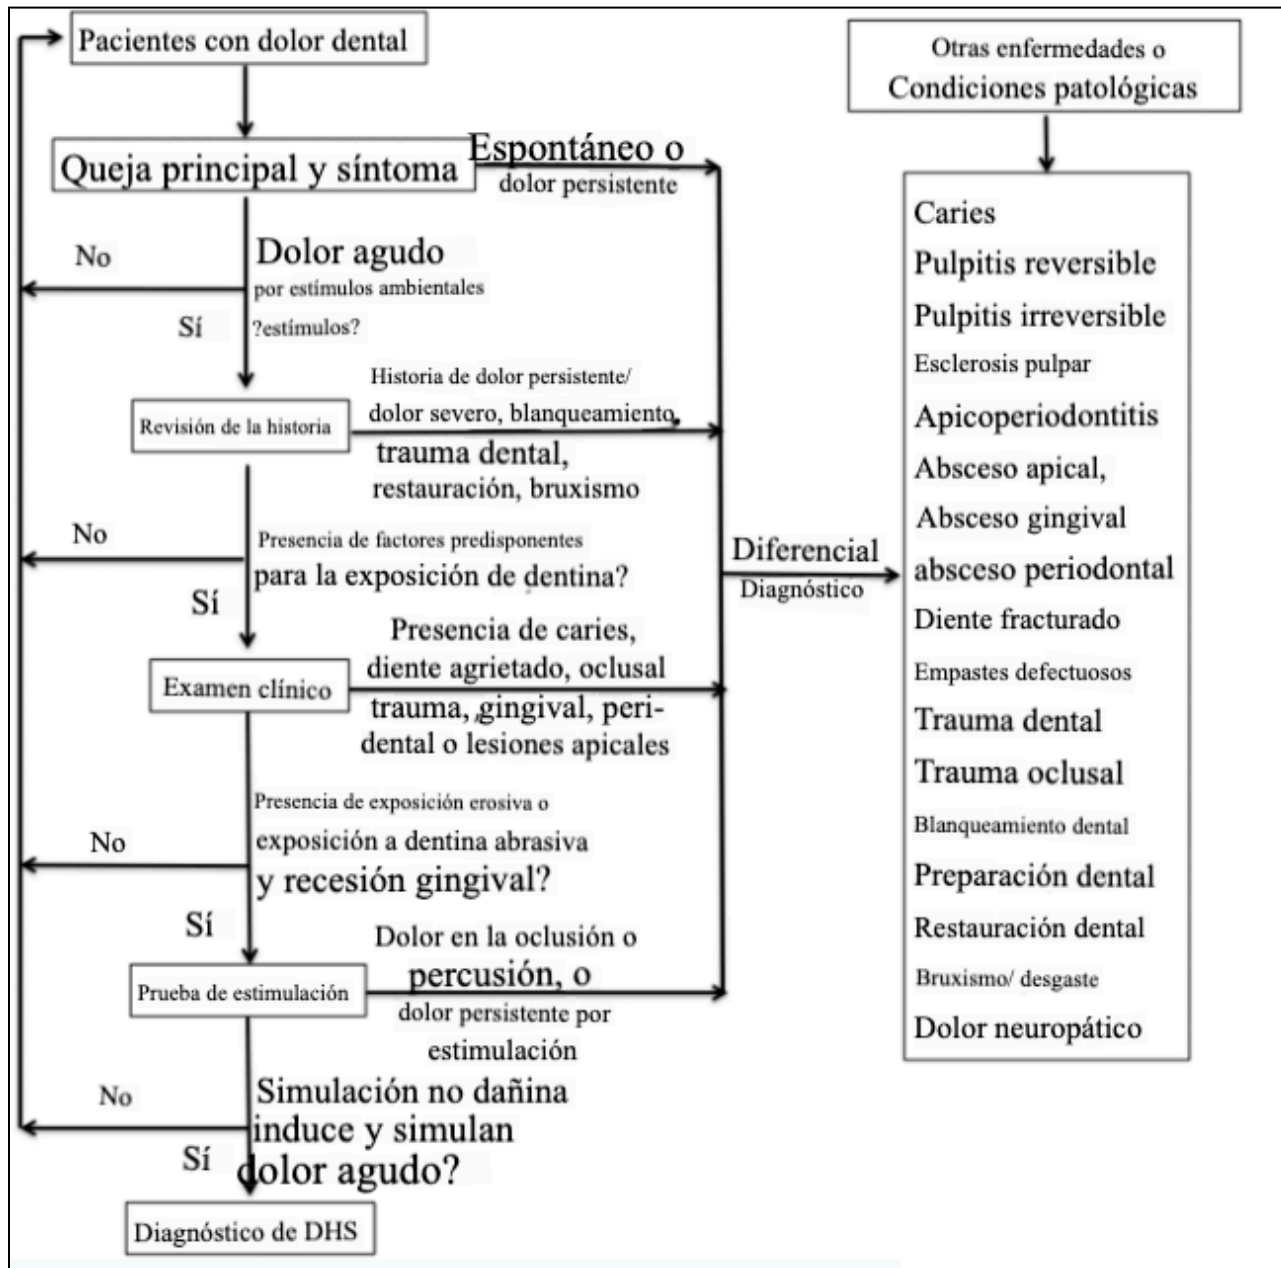 Pacientes con dolor dental
Queja principal y síntoma
Espontáneo o
dolor persistente
No
Dolor agudo
por estímulos ambientales
Sí
?estímulos?
Revisión de la historia
Historia de dolor persistente/
dolor severo, blanqueamiento,
trauma dental,
restauración, bruxismo
No
Presencia de factores predisponentes
para la exposición de dentina?
Sí
Examen clínico
Presencia de caries,
diente agrietado, oclusal
trauma, gingival, peri-
dental o lesiones apicales
Presencia de exposición erosiva o
exposición a dentina abrasiva
y recesión gingival?
No
Sí
Prueba de estimulación
Dolor en la oclusión o
percusión, o
dolor persistente por
estimulación
No
Simulación no dañina
induce y simulan
dolor agudo?
Sí
Diagnóstico de DHS
Diferencial
Diagnóstico
Otras enfermedades o
Condiciones patológicas
Caries
Pulpitis reversible
Pulpitis irreversible
Esclerosis pulpar
Apicoperiodontitis
Absceso apical,
Absceso gingival
absceso periodontal
Diente fracturado
Empastes defectuosos
Trauma dental
Trauma oclusal
Blanqueamiento dental
Preparación dental
Restauración dental
Bruxismo/ desgaste
Dolor neuropático